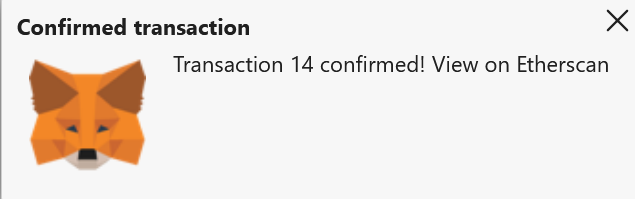 Confirmed transaction
Transaction 14 confirmed! View on Etherscan